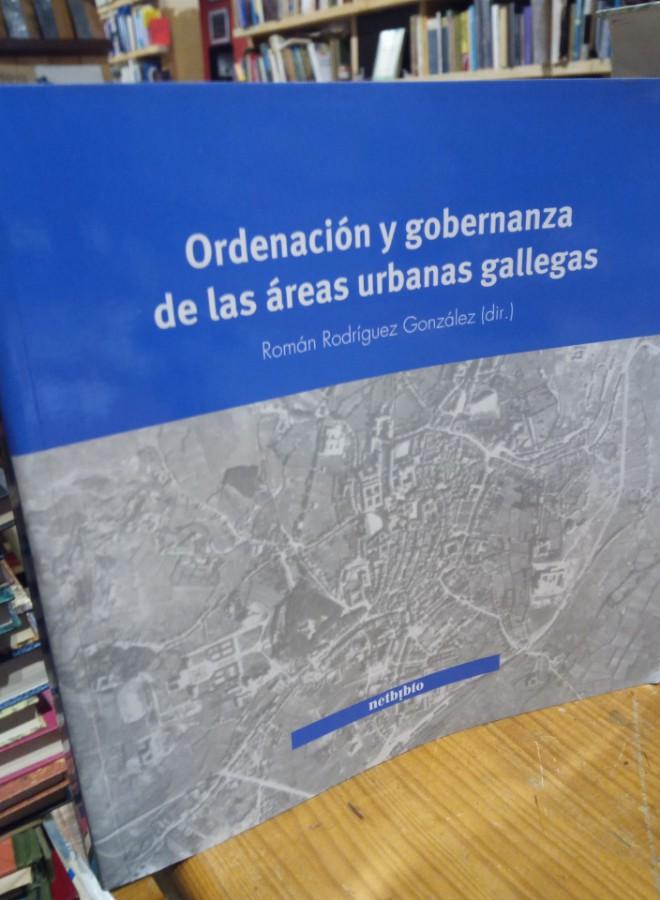 Ordenación y gobernanza
de las áreas urbanas gallegas
Román Rodríguez González (dir.)
netbiblo